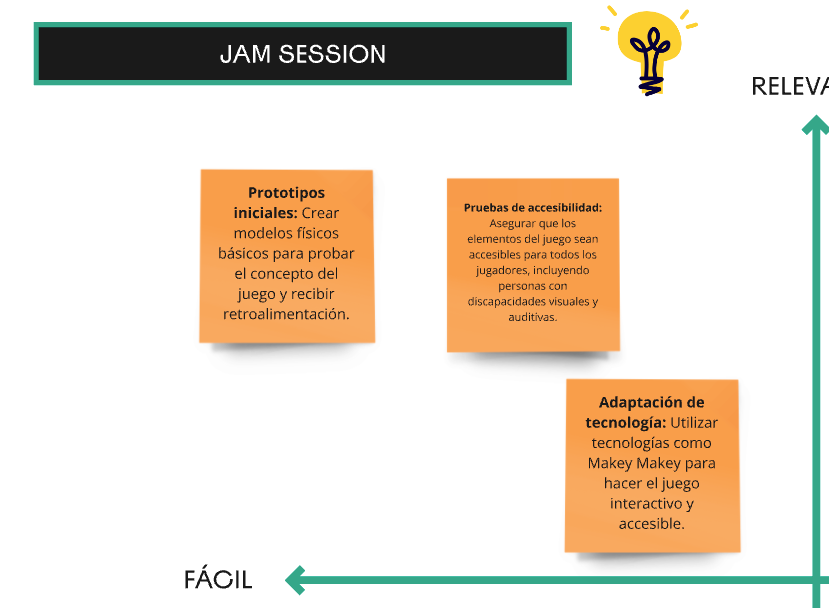 JAM SESSION
RELEVA
Prototipos
iniciales: Crear
modelos físicos
básicos para probar
el concepto del
juego y recibir
retroalimentación.
Pruebas de accesibilidad:
Asegurar que los
elementos del juego sean
accesibles para todos los
jugadores, incluyendo
personas con
discapacidades visuales y
auditivas.
Adaptación de
tecnología: Utilizar
tecnologías como
Makey Makey para
hacer el juego
interactivo y
accesible.
FÁCIL